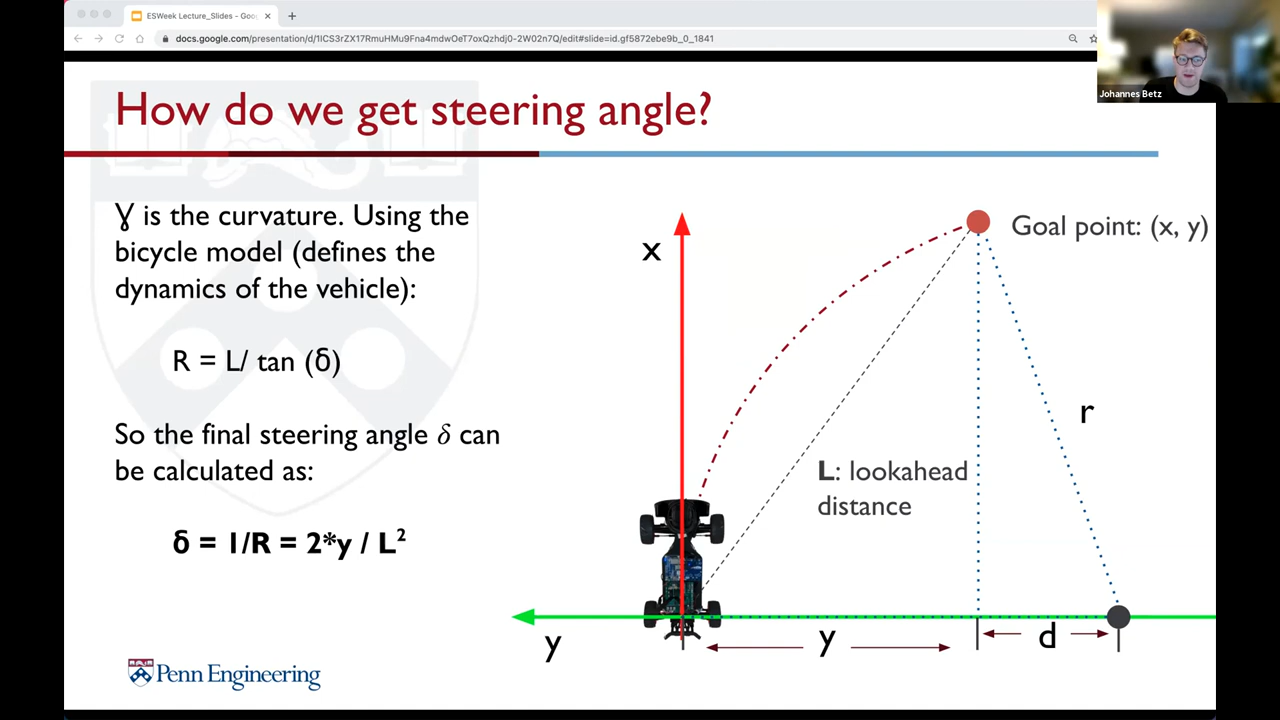 ESWeek Lecture_Slides - Goo
docs.google.com/presentation/d/1ICS3rZX17RmuHMu9Fna4mdwOeT7oxQzhdj0-2W02n7Q/edit#slide=id.gf5872ebe9b_0_1841
Johannes Betz
How do we get steering angle?
Ɣ is the curvature. Using the
bicycle model (defines the
dynamics of the vehicle):
R = L/ tan (δ)
So the final steering angle δ can
be calculated as:
δ = 1/R = 2*y / L²
Penn Engineering
x
Goal point: (x, y)
r
L: lookahead
distance
y
y
d